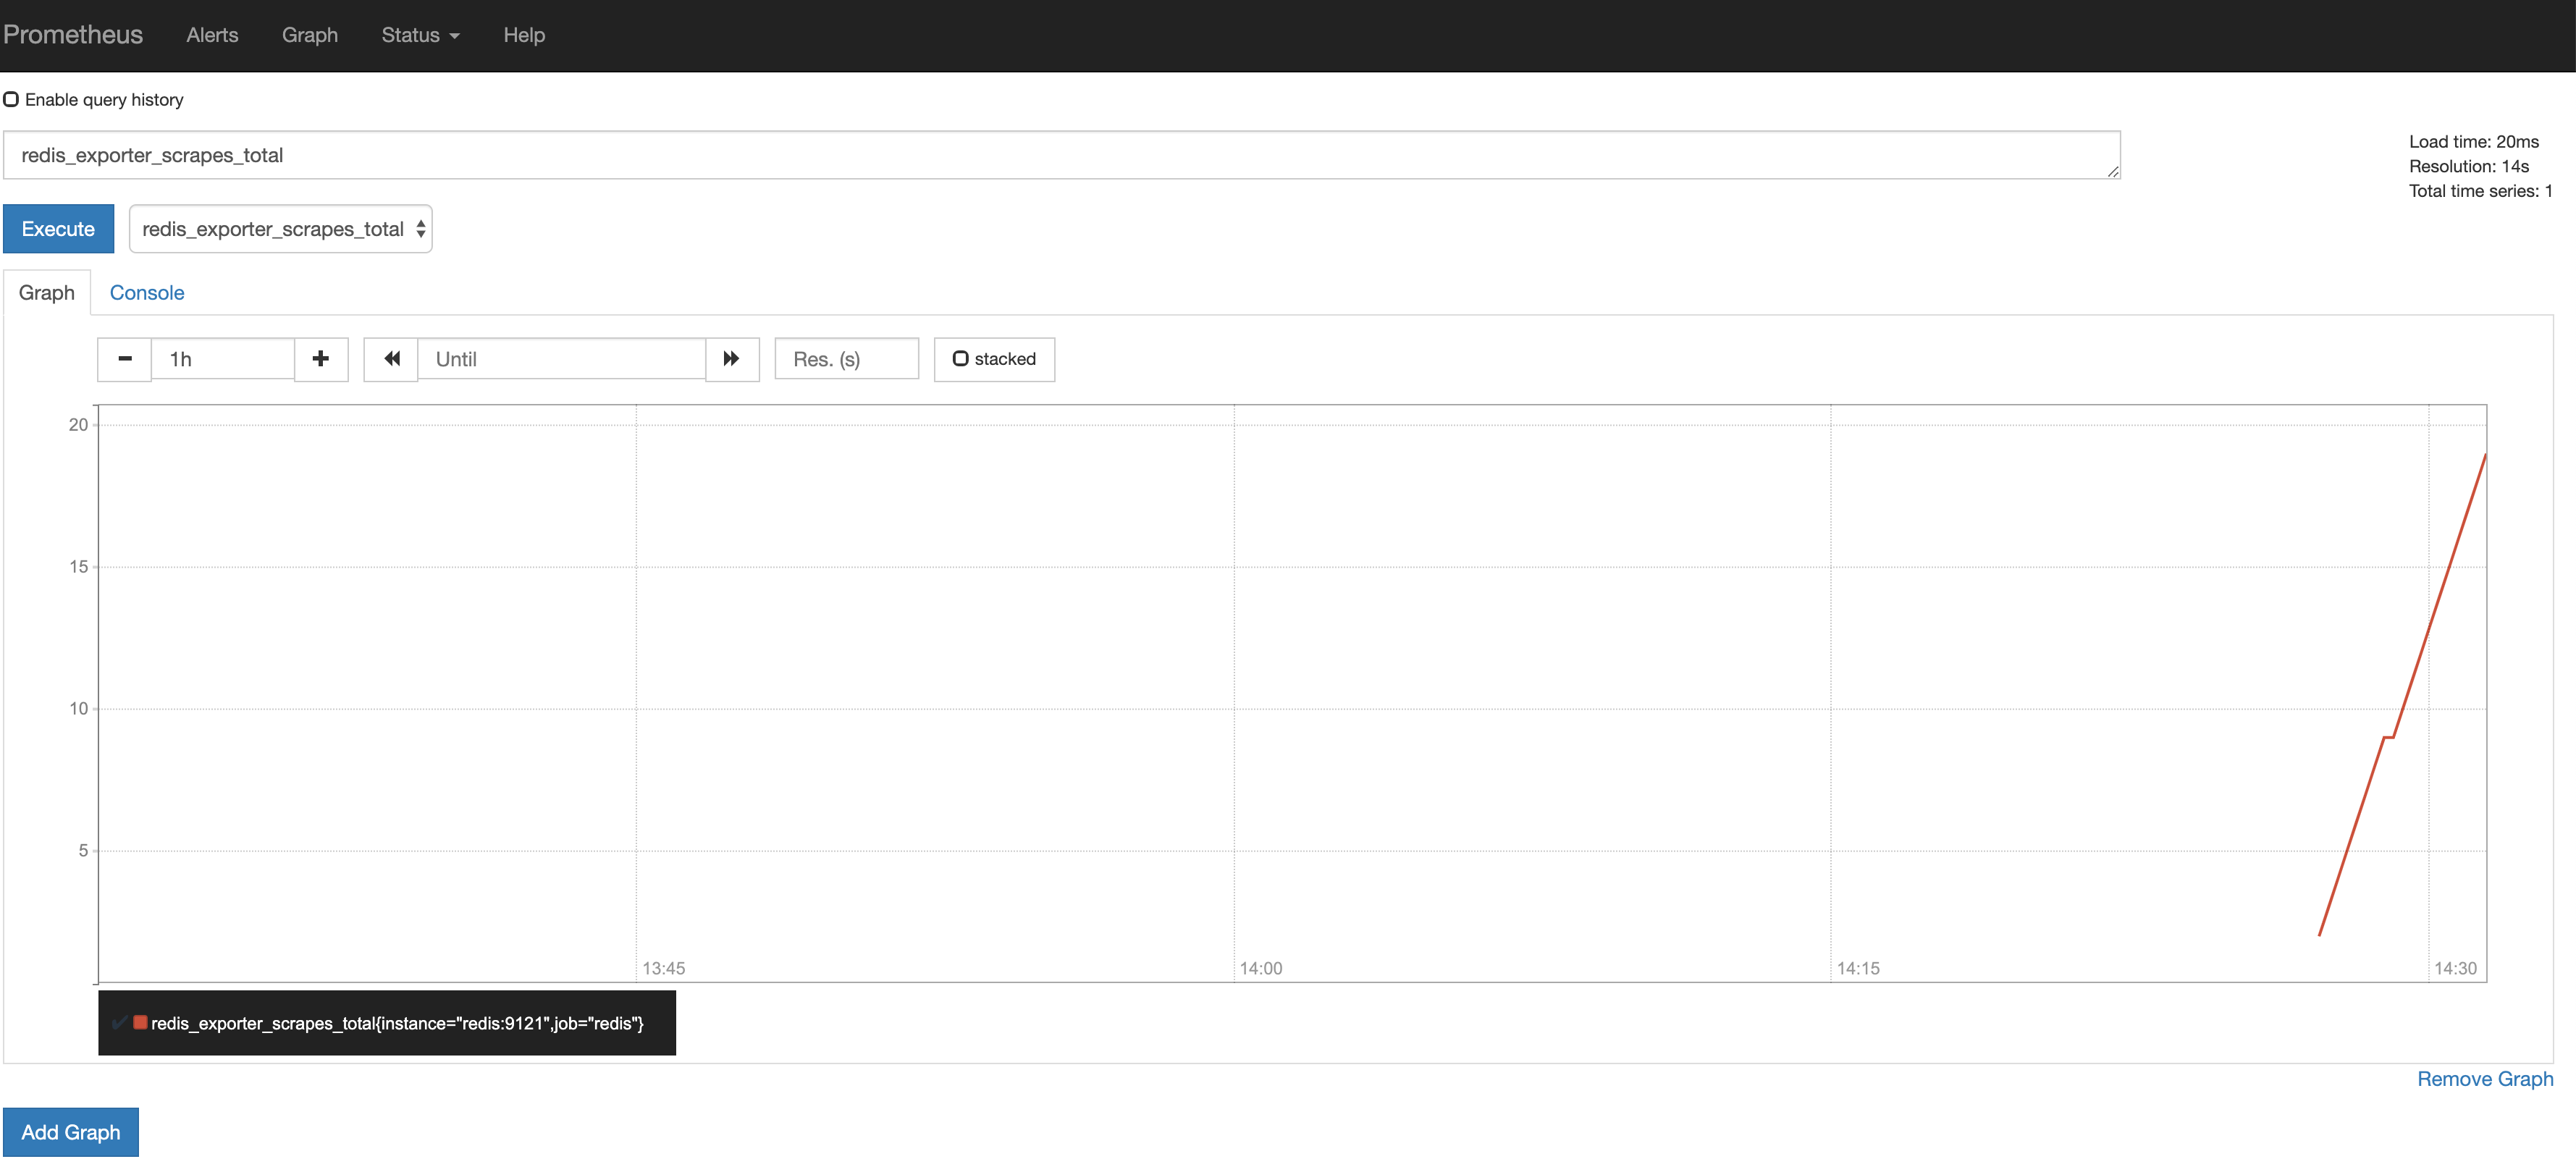 Prometheus Alerts Graph Status Help
Enable query history
redis_exporter_scrapes_total
Load time: 20ms
Resolution: 14s
Total time series: 1
Execute redis_exporter_scrapes_total
Graph Console
1h Until Res. (s) stacked
20
15
10
5
13:45 14:00 14:15 14:30
redis_exporter_scrapes_total{instance="redis:9121",job="redis"}
Remove Graph
Add Graph